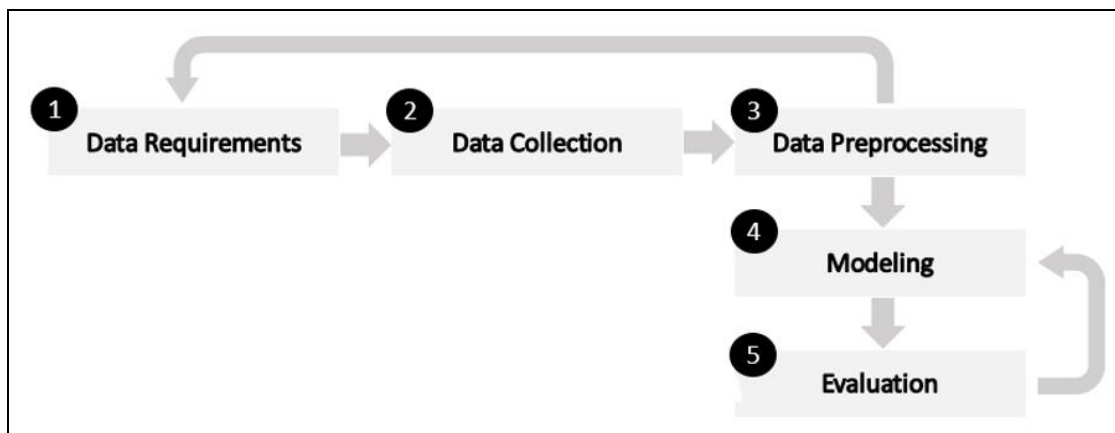 1
Data Requirements
2
Data Collection
3
Data Preprocessing
4
Modeling
5
Evaluation